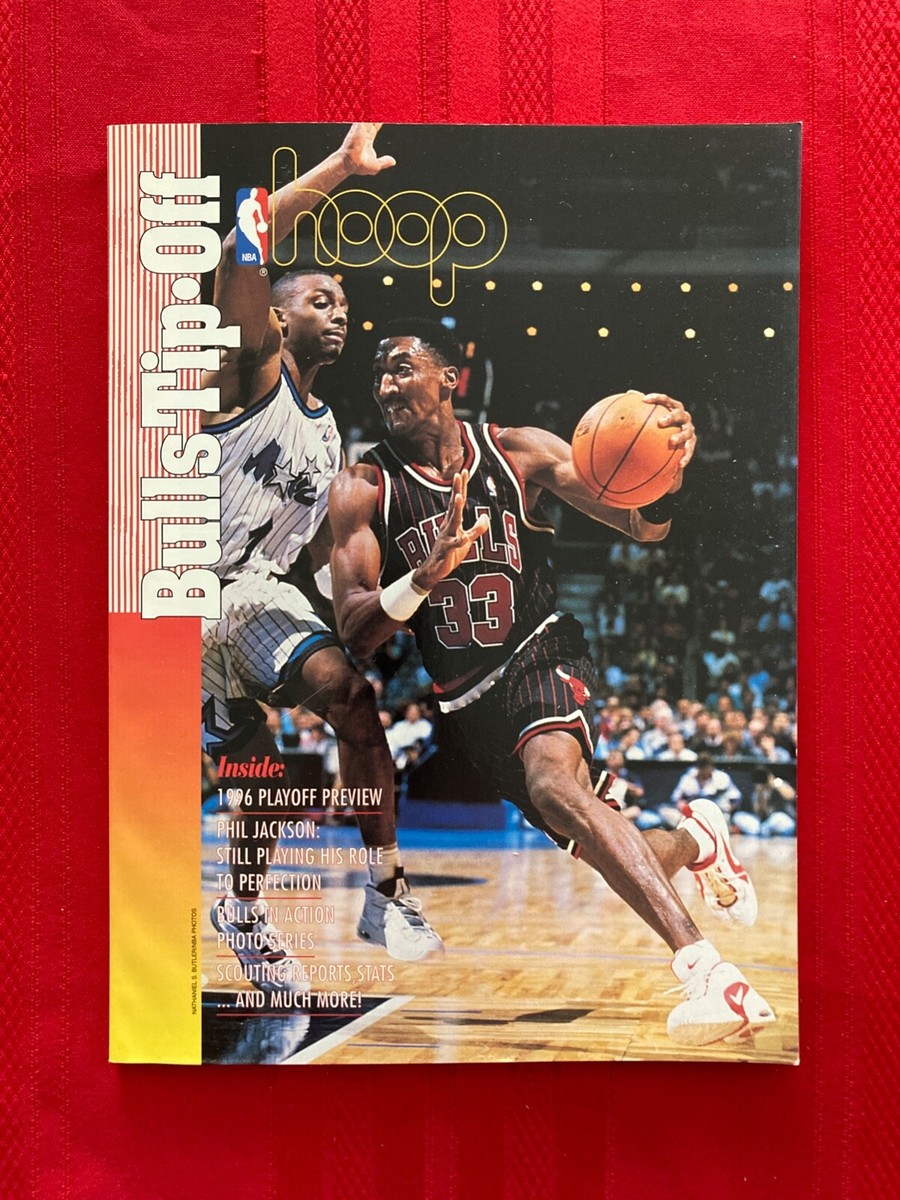 Bulls Tip•Off
NBA
®
hoop
MAGIC
1
BULLS
33
Inside:
1996 PLAYOFF PREVIEW
PHIL JACKSON:
STILL PLAYING HIS ROLE
TO PERFECTION
BULLS IN ACTION
PHOTO SERIES
SCOUTING REPORTS, STATS
... AND MUCH MORE!
NATHANIEL S. BUTLER/NBA PHOTOS